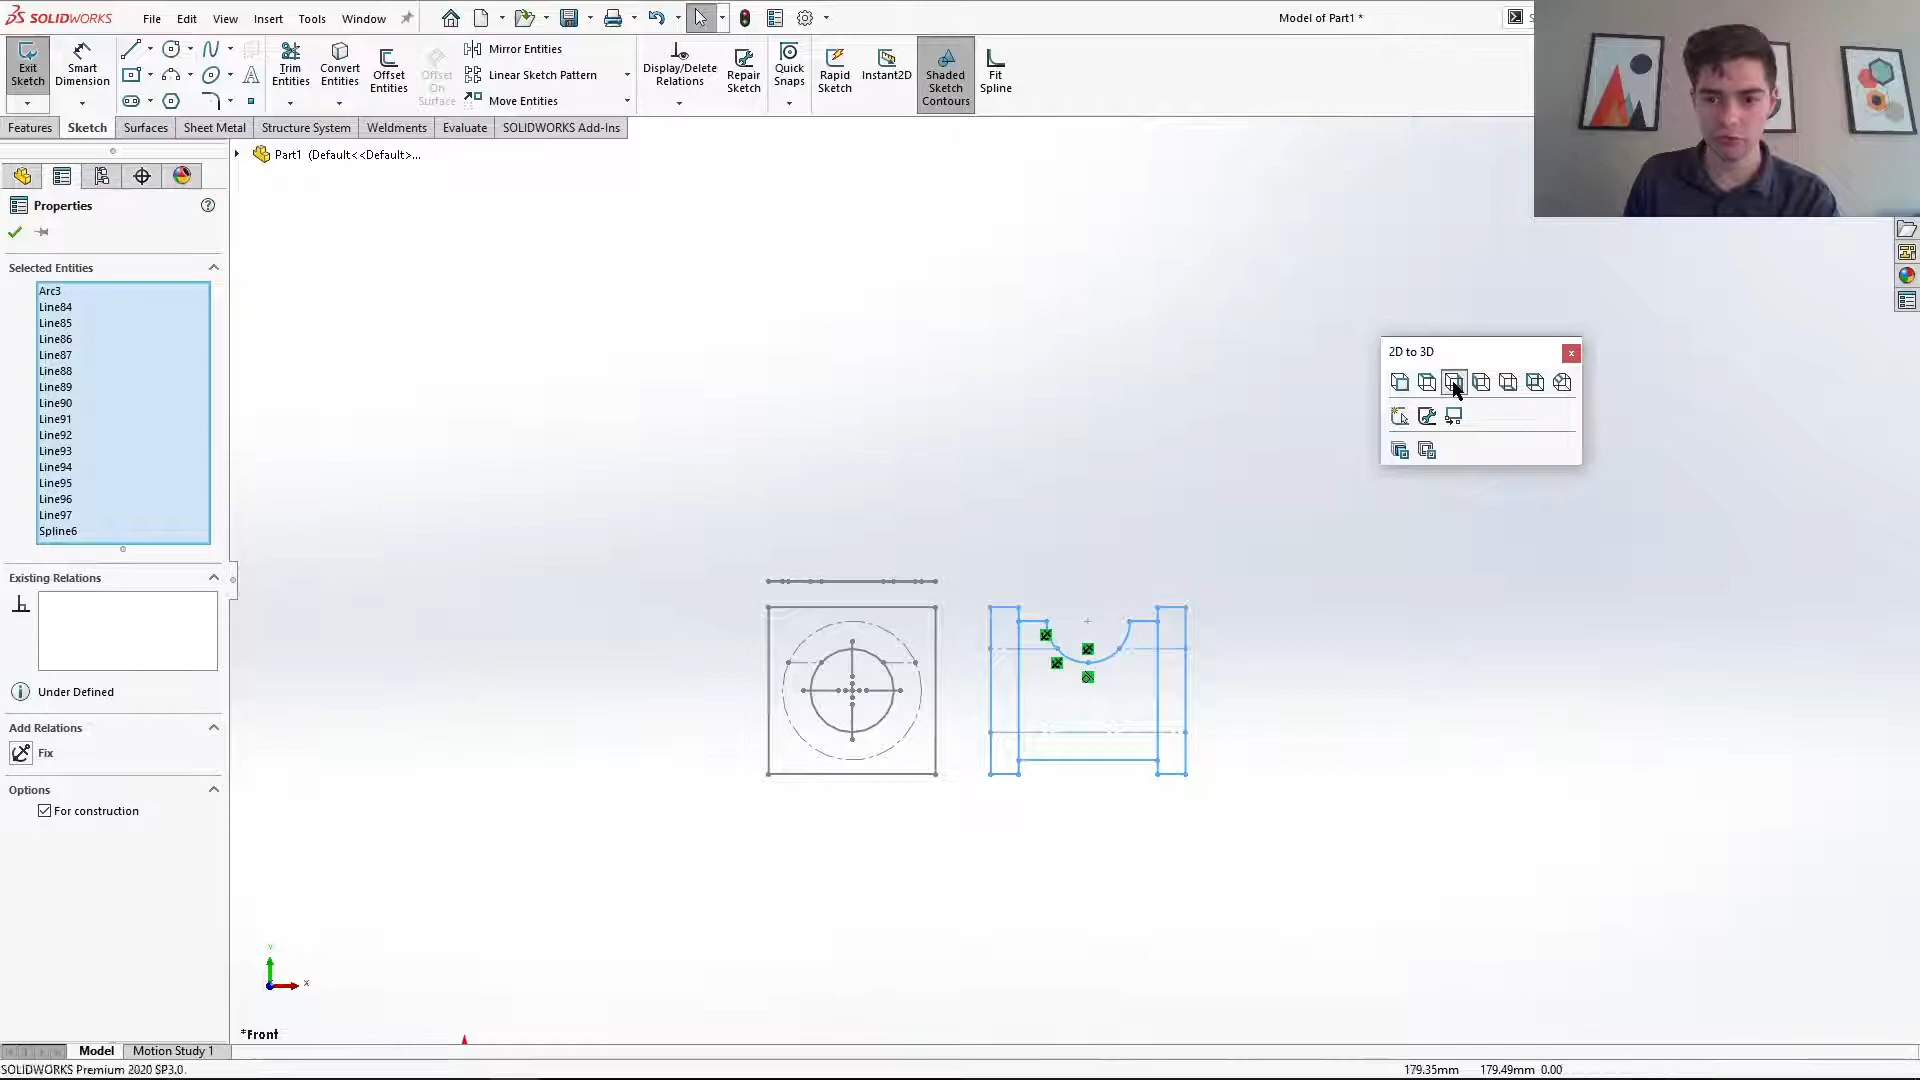 SOLIDWORKS File Edit View Insert Tools Window Model of Part1 *
Exit Sketch
Smart Dimension
Trim Entities
Convert Entities
Offset Entities
Offset On Surface
Mirror Entities
Linear Sketch Pattern
Move Entities
Display/Delete Relations
Repair Sketch
Quick Snaps
Rapid Sketch
Instant2D
Shaded Sketch Contours
Fit Spline
Features Sketch Surfaces Sheet Metal Structure System Weldments Evaluate SOLIDWORKS Add-Ins
Part1 (Default<<Default>...
Properties
Selected Entities
Arc3
Line84
Line85
Line86
Line87
Line88
Line89
Line90
Line91
Line92
Line93
Line94
Line95
Line96
Line97
Spline6
Existing Relations
Under Defined
Add Relations
Fix
Options
For construction
2D to 3D
Y
X
*Front
Model Motion Study 1
SOLIDWORKS Premium 2020 SP3.0
179.35mm 179.49mm 0.00